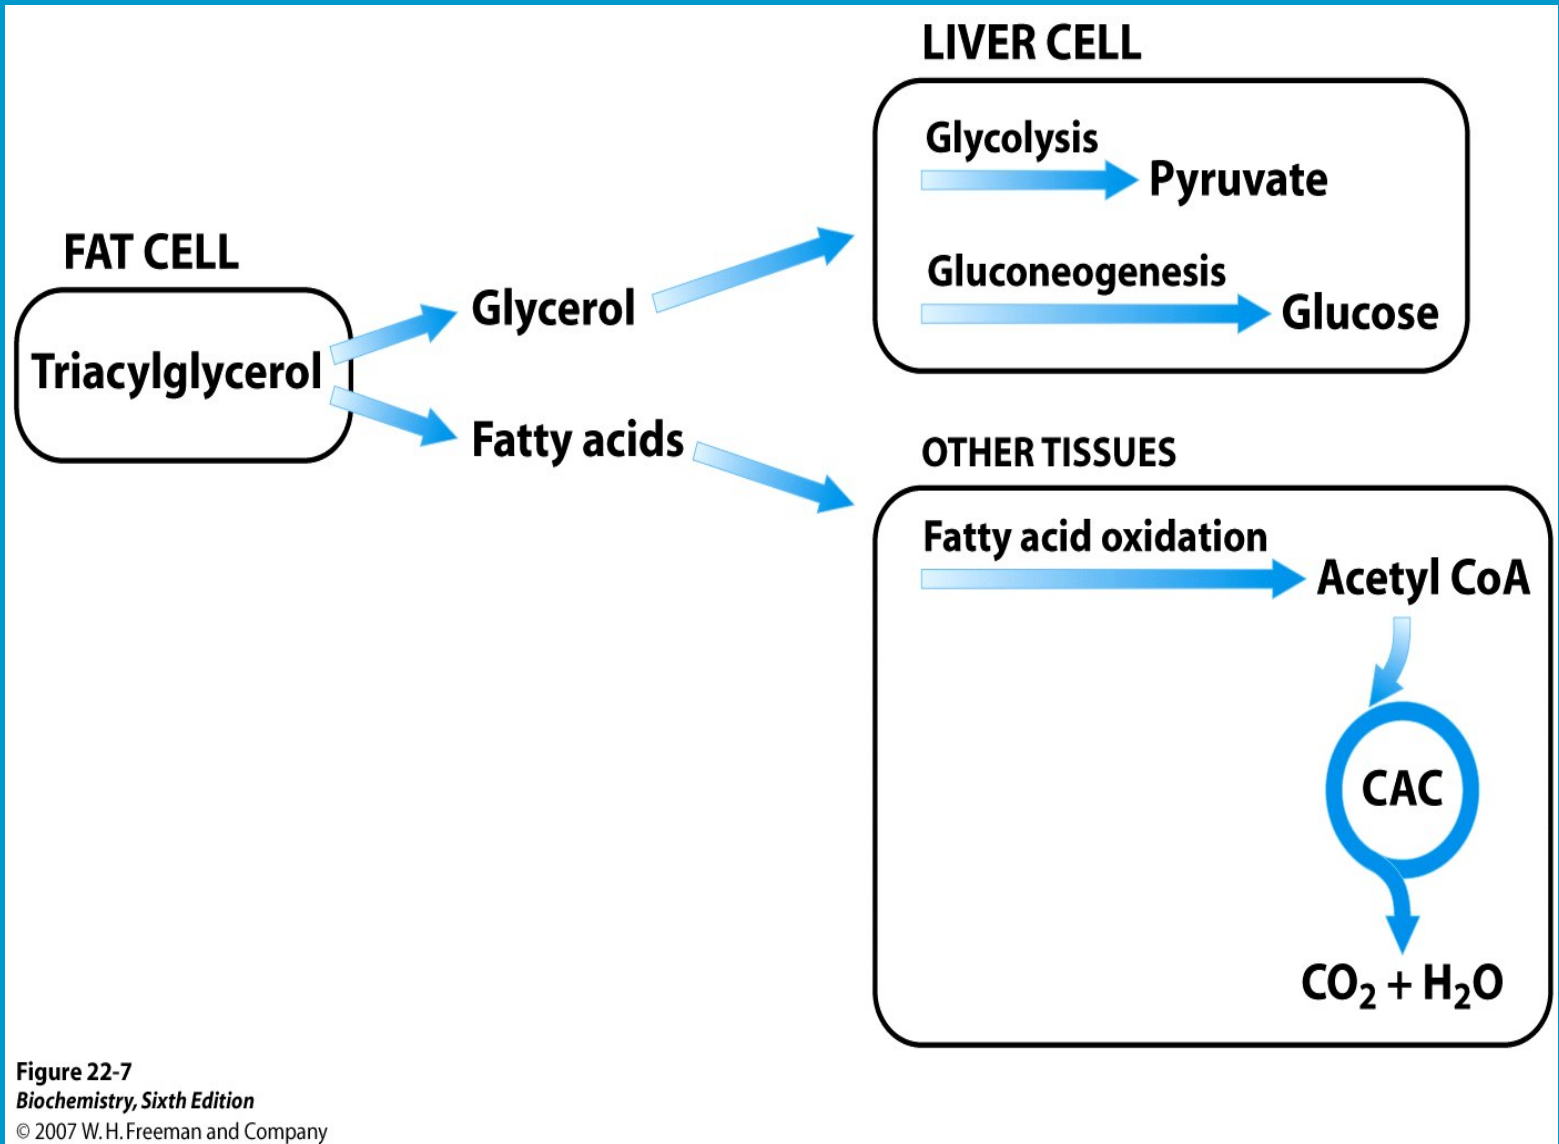 LIVER CELL
Glycolysis
Pyruvate
Gluconeogenesis
Glucose
FAT CELL
Triacylglycerol
Glycerol
Fatty acids
OTHER TISSUES
Fatty acid oxidation
Acetyl CoA
CAC
CO₂ + H₂O
Figure 22-7
Biochemistry, Sixth Edition
© 2007 W. H. Freeman and Company